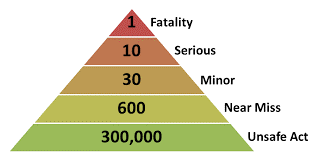 1 Fatality
10 Serious
30 Minor
600 Near Miss
300,000 Unsafe Act